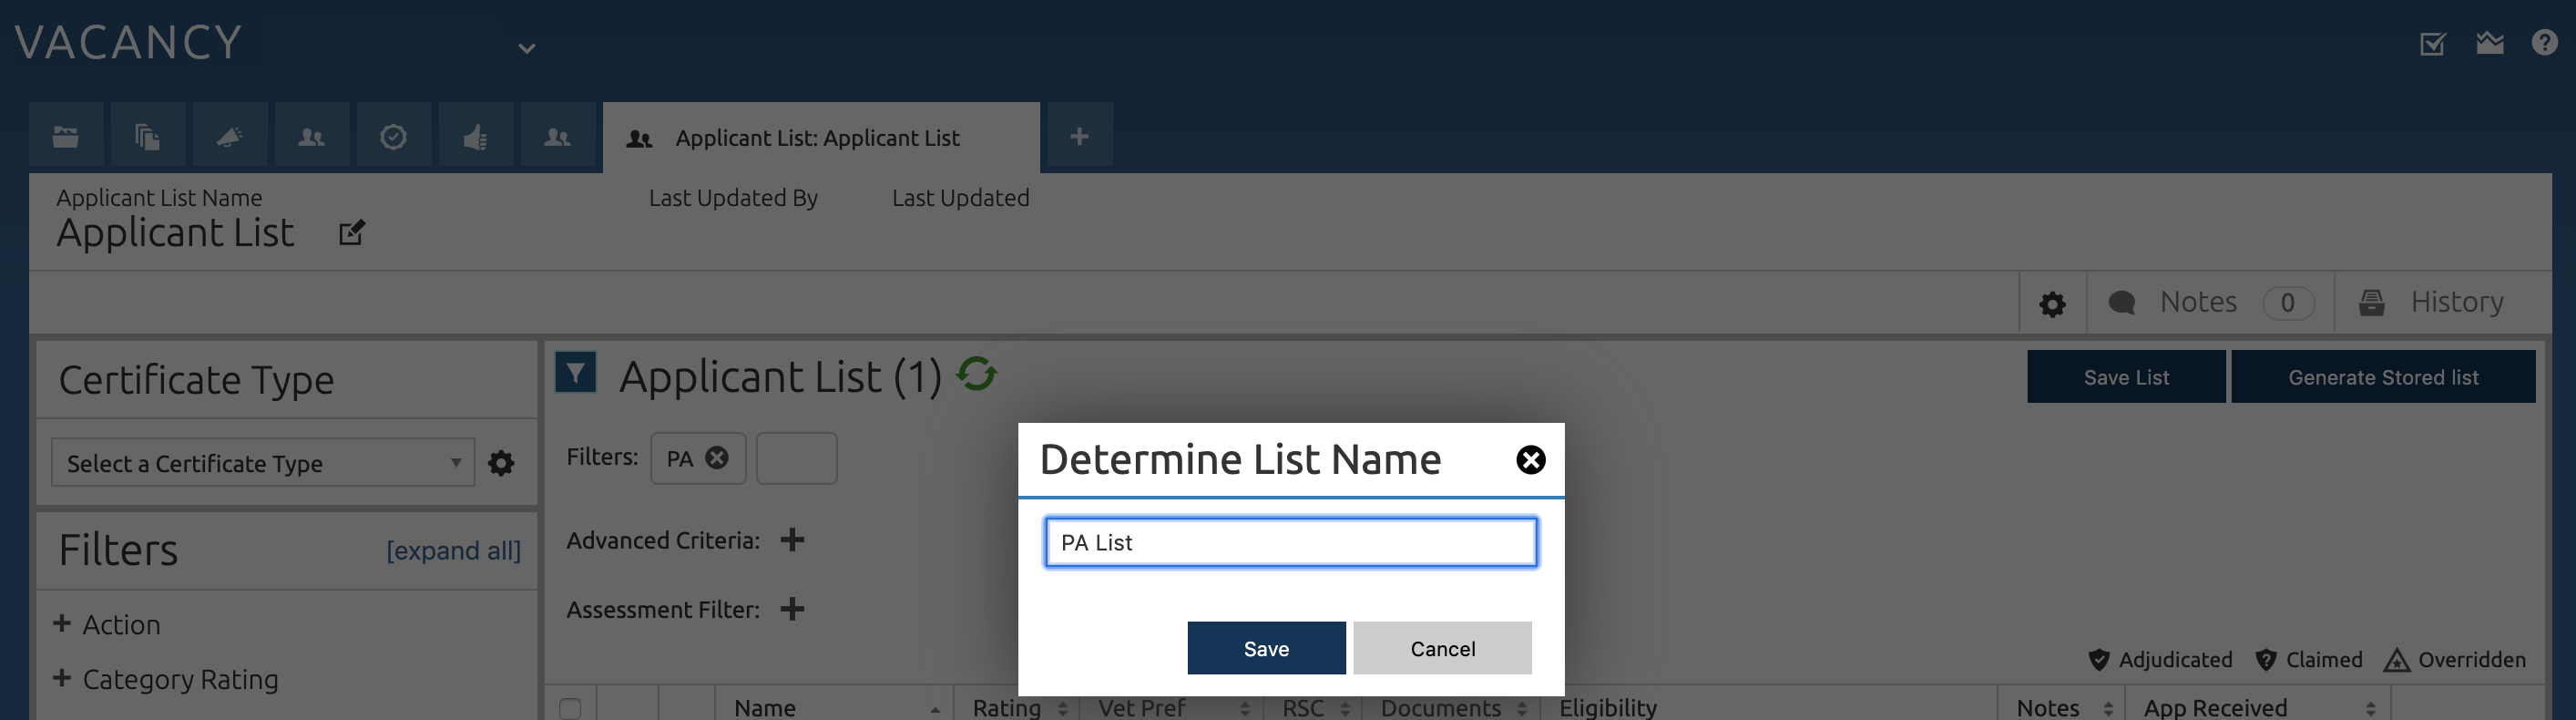 VACANCY
Applicant List: Applicant List
Applicant List Name
Applicant List
Last Updated By
Last Updated
Notes 0
History
Certificate Type
Select a Certificate Type
Filters [expand all]
+ Action
+ Category Rating
Applicant List (1)
Save List
Generate Stored list
Filters: PA
Advanced Criteria:
Assessment Filter:
Determine List Name
PA List
Save
Cancel
Adjudicated Claimed Overridden
Name Rating Vet Pref RSC Documents Eligibility Notes App Received